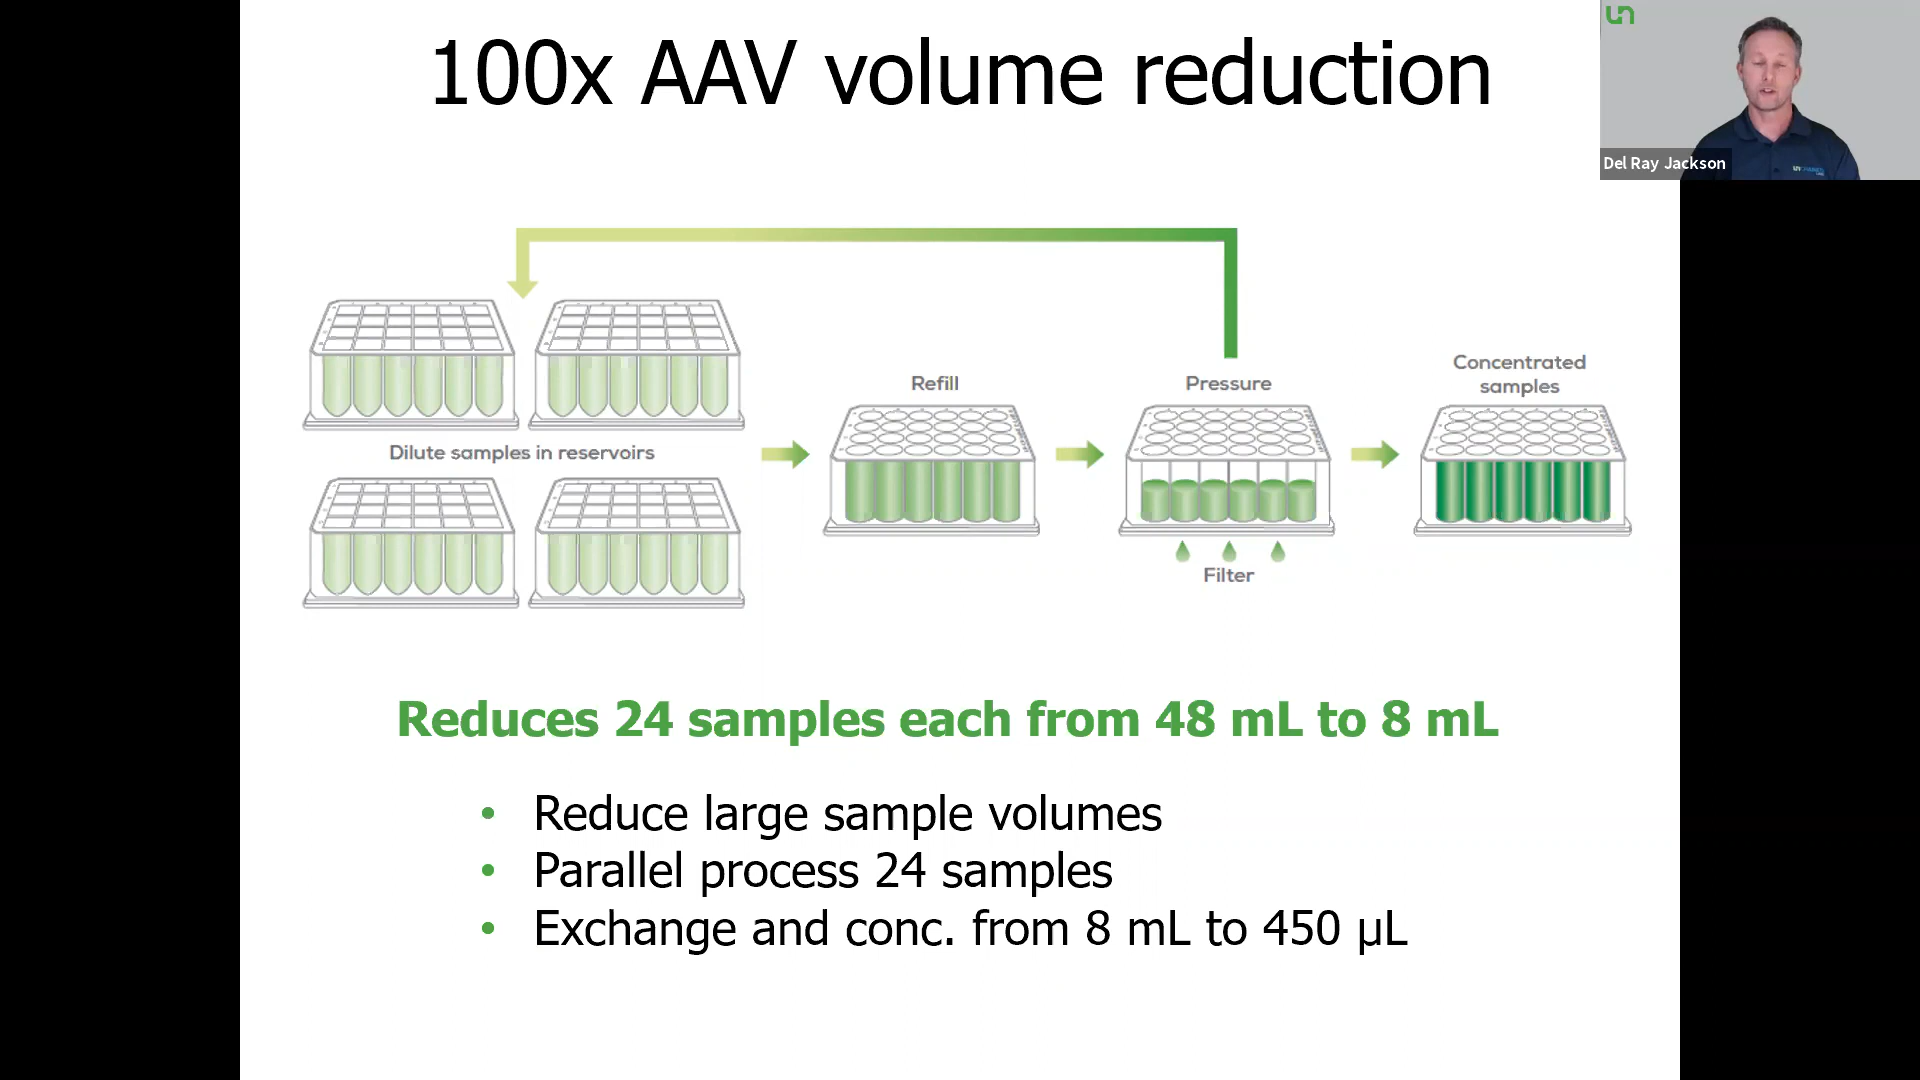 100x AAV volume reduction
Del Ray Jackson
Dilute samples in reservoirs
Refill
Pressure
Filter
Concentrated
samples
Reduces 24 samples each from 48 mL to 8 mL
• Reduce large sample volumes
• Parallel process 24 samples
• Exchange and conc. from 8 mL to 450 µL